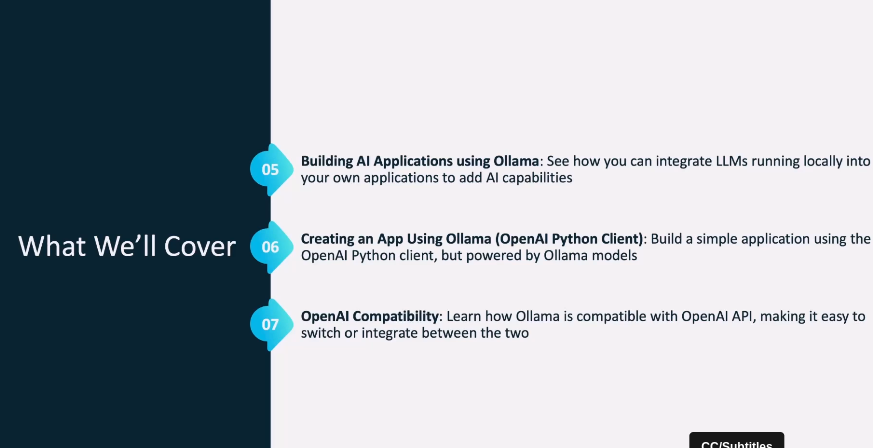 What We'll Cover
05
Building AI Applications using Ollama: See how you can integrate LLMs running locally into
your own applications to add AI capabilities
06
Creating an App Using Ollama (OpenAI Python Client): Build a simple application using the
OpenAI Python client, but powered by Ollama models
07
OpenAI Compatibility: Learn how Ollama is compatible with OpenAI API, making it easy to
switch or integrate between the two
CC/Subtitles